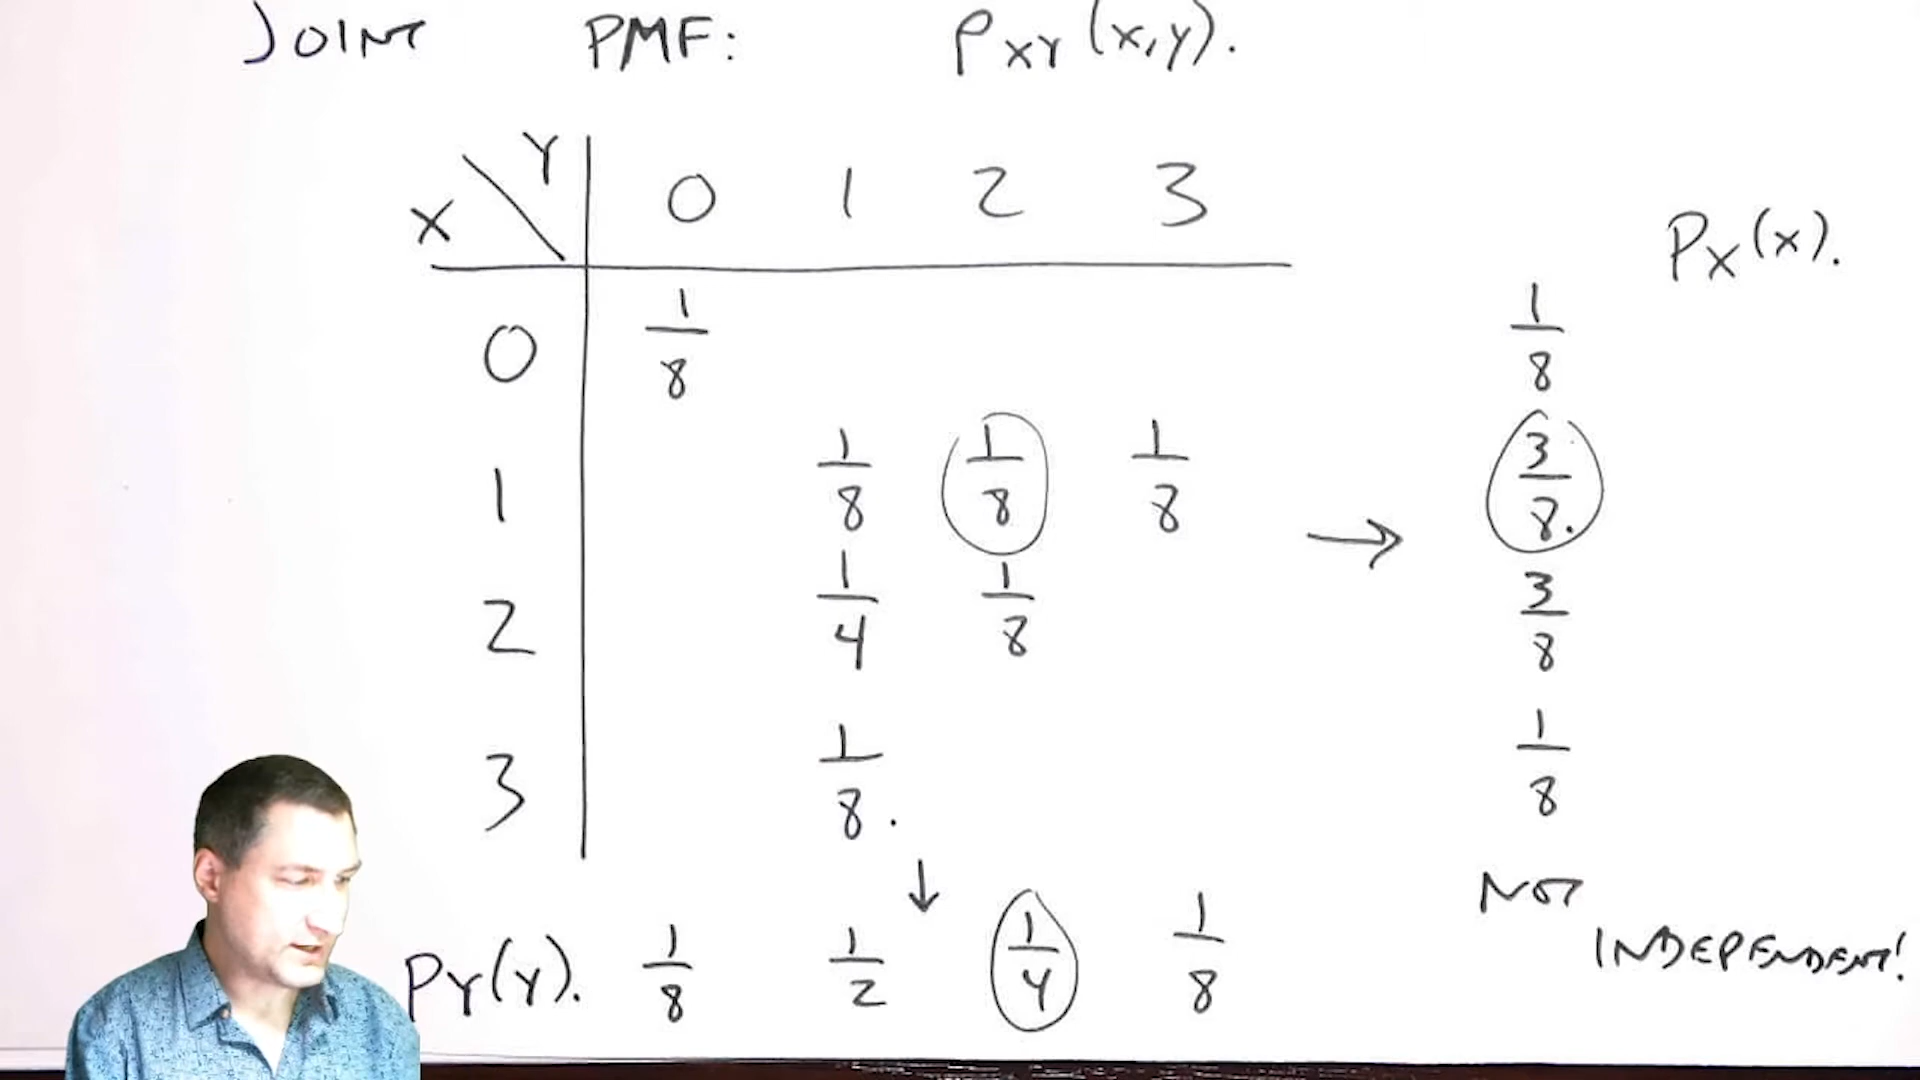 JOINT PMF: PXY(x,y).
X Y 0 1 2 3 PX(x).
0 1/8 1/8
1 1/8 1/8 1/8 → 3/8.
2 1/4 1/8 3/8
3 1/8. 1/8
↓
NOT
INDEPENDENT!
PY(Y). 1/8 1/2 1/4 1/8